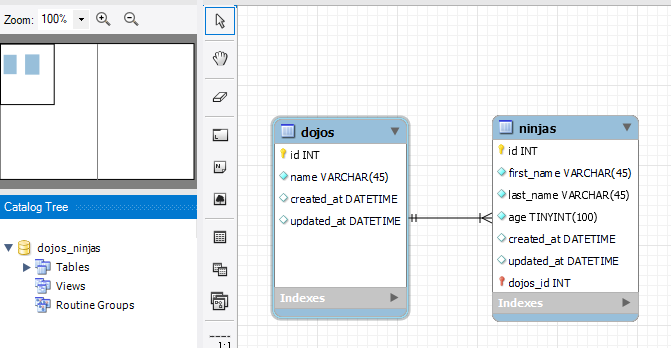 Zoom: 100%
Catalog Tree
dojos_ninjas
Tables
Views
Routine Groups
dojos
id INT
name VARCHAR(45)
created_at DATETIME
updated_at DATETIME
Indexes
ninjas
id INT
first_name VARCHAR(45)
last_name VARCHAR(45)
age TINYINT(100)
created_at DATETIME
updated_at DATETIME
dojos_id INT
Indexes
1:1